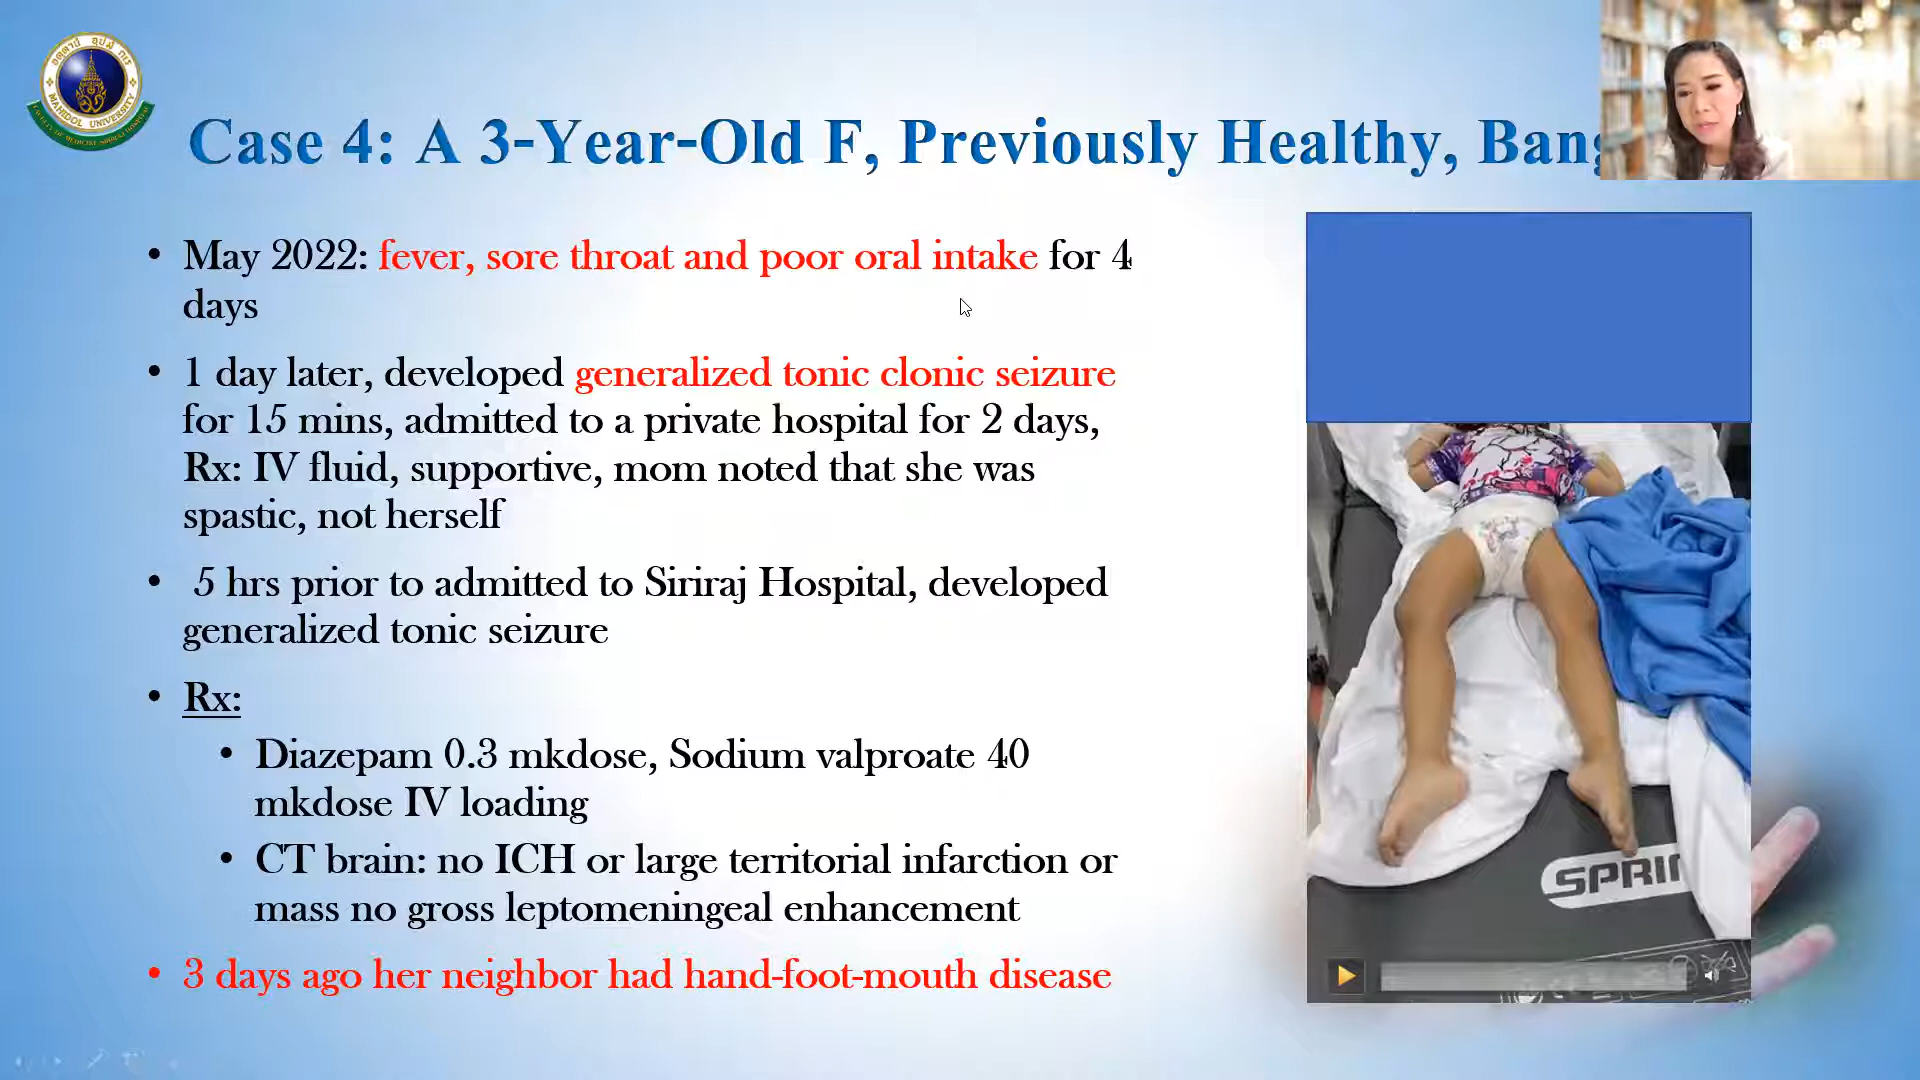 MAHIDOL UNIVERSITY
Case 4: A 3-Year-Old F, Previously Healthy, Bang
• May 2022: fever, sore throat and poor oral intake for 4
days
• 1 day later, developed generalized tonic clonic seizure
for 15 mins, admitted to a private hospital for 2 days,
Rx: IV fluid, supportive, mom noted that she was
spastic, not herself
• 5 hrs prior to admitted to Siriraj Hospital, developed
generalized tonic seizure
• Rx:
• Diazepam 0.3 mkdose, Sodium valproate 40
mkdose IV loading
• CT brain: no ICH or large territorial infarction or
mass no gross leptomeningeal enhancement
• 3 days ago her neighbor had hand-foot-mouth disease
SPRIN